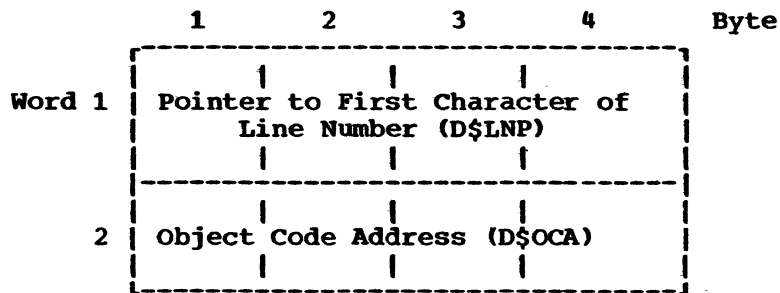 1 2 3 4 Byte
Word 1 Pointer to First Character of
Line Number (D$LNP)
2 Object Code Address (D$OCA)